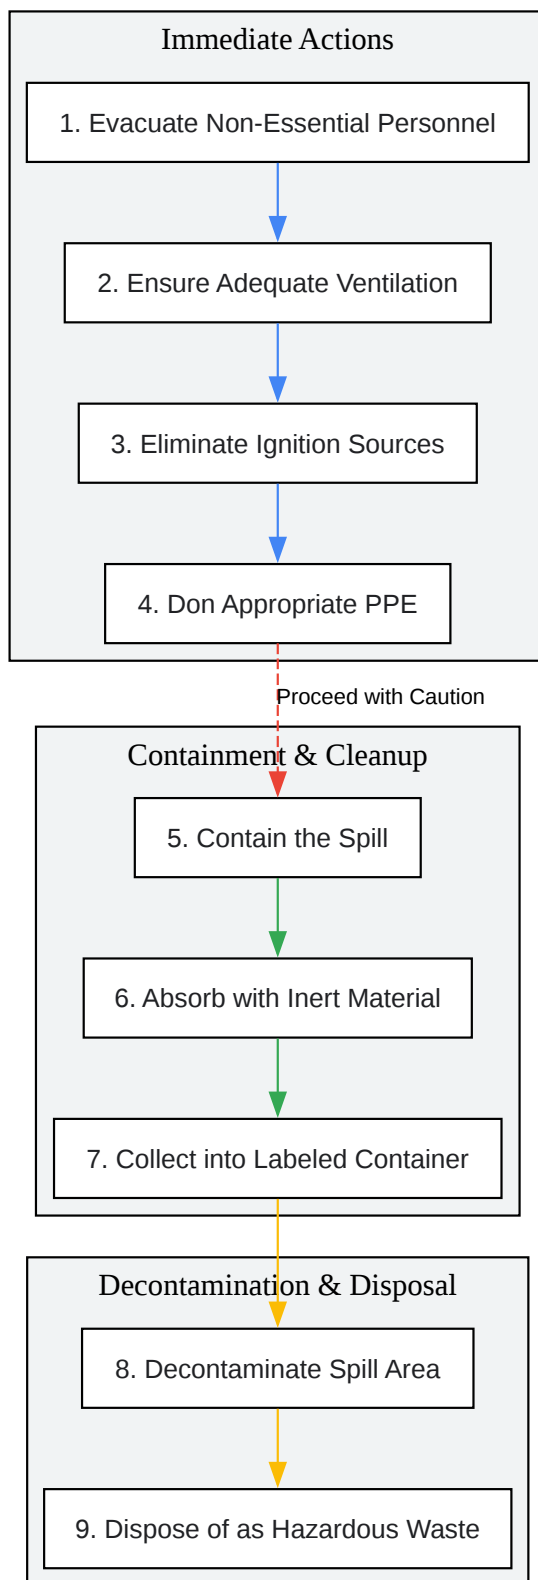 Immediate Actions
1. Evacuate Non-Essential Personnel
2. Ensure Adequate Ventilation
3. Eliminate Ignition Sources
4. Don Appropriate PPE
Proceed with Caution
Containment & Cleanup
5. Contain the Spill
6. Absorb with Inert Material
7. Collect into Labeled Container
Decontamination & Disposal
8. Decontaminate Spill Area
9. Dispose of as Hazardous Waste